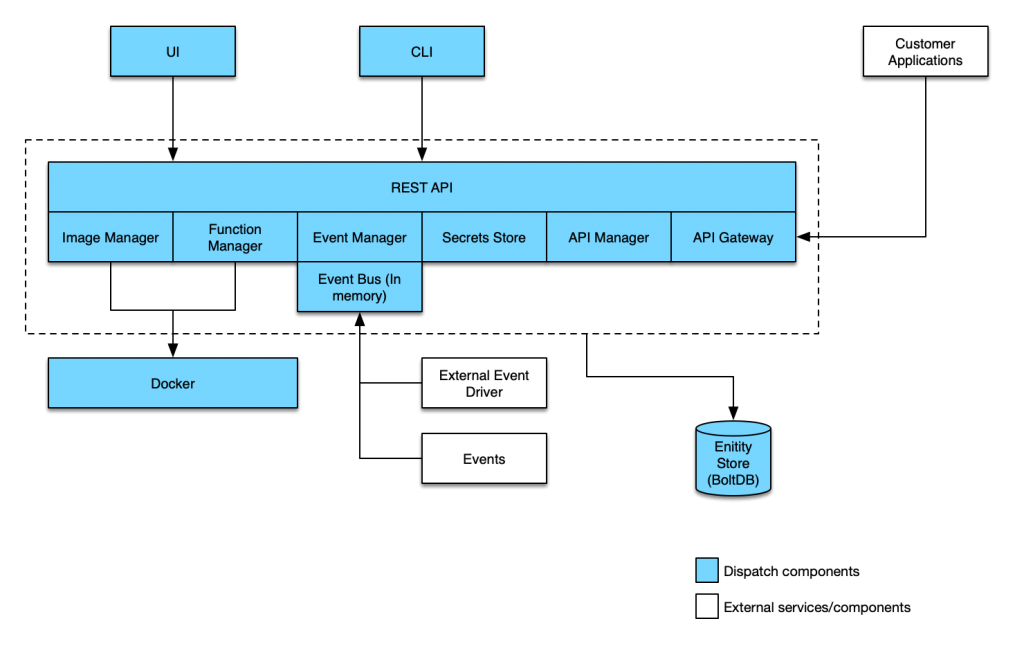 UI
CLI
Customer
Applications
REST API
Image Manager
Function
Manager
Event Manager
Secrets Store
API Manager
API Gateway
Event Bus (In
memory)
Docker
External Event
Driver
Events
Enitity
Store
(BoltDB)
Dispatch components
External services/components